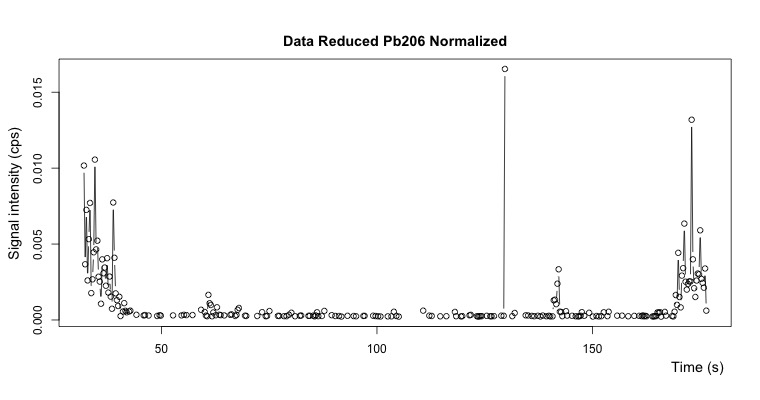 Data Reduced Pb206 Normalized
Signal intensity (cps)
0.015
0.010
0.005
0.000
50 100 150
Time (s)